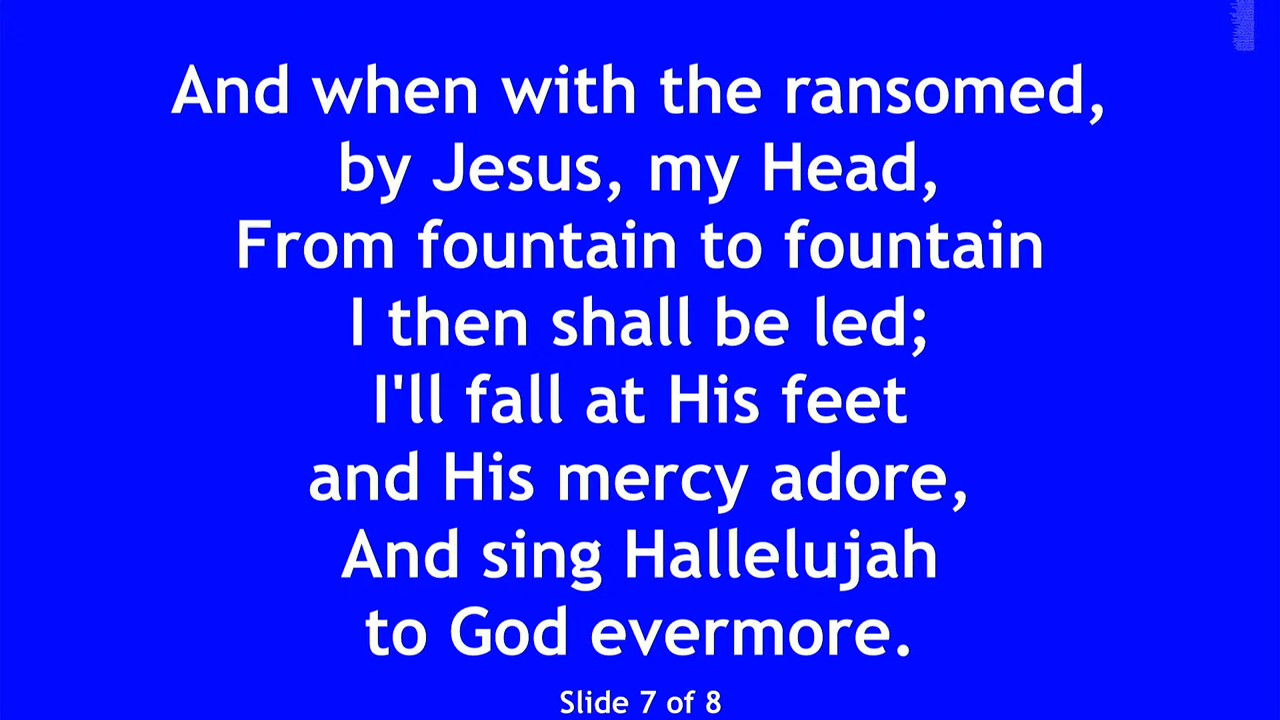 And when with the ransomed,
by Jesus, my Head,
From fountain to fountain
I then shall be led;
I'll fall at His feet
and His mercy adore,
And sing Hallelujah
to God evermore.
Slide 7 of 8